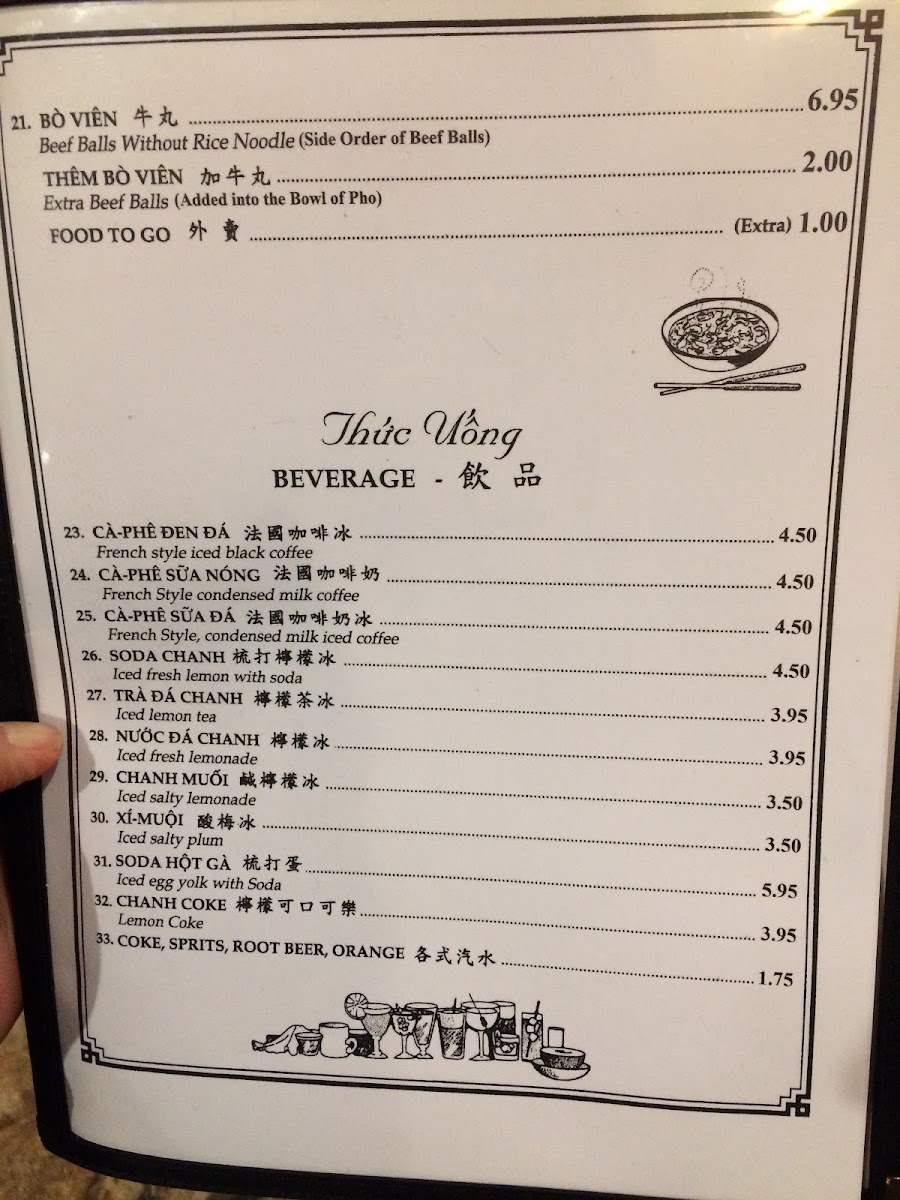 21. BÒ VIÊN 牛丸 6.95
Beef Balls Without Rice Noodle (Side Order of Beef Balls)
THÊM BÒ VIÊN 加牛丸 2.00
Extra Beef Balls (Added into the Bowl of Pho)
FOOD TO GO 外賣 (Extra) 1.00
Thức Uống
BEVERAGE - 飲品
23. CÀ-PHÊ ĐEN ĐÁ 法國咖啡冰 4.50
French style iced black coffee
24. CÀ-PHÊ SỮA NÓNG 法國咖啡奶 4.50
French Style condensed milk coffee
25. CÀ-PHÊ SỮA ĐÁ 法國咖啡奶冰 4.50
French Style, condensed milk iced coffee
26. SODA CHANH 梳打檸檬冰 4.50
Iced fresh lemon with soda
27. TRÀ ĐÁ CHANH 檸檬茶冰 3.95
Iced lemon tea
28. NƯỚC ĐÁ CHANH 檸檬冰 3.95
Iced fresh lemonade
29. CHANH MUỐI 鹹檸檬冰 3.50
Iced salty lemonade
30. XÍ-MUỘI 酸梅冰 3.50
Iced salty plum
31. SODA HỘT GÀ 梳打蛋 5.95
Iced egg yolk with Soda
32. CHANH COKE 檸檬可口可樂 3.95
Lemon Coke
33. COKE, SPRITS, ROOT BEER, ORANGE 各式汽水 1.75